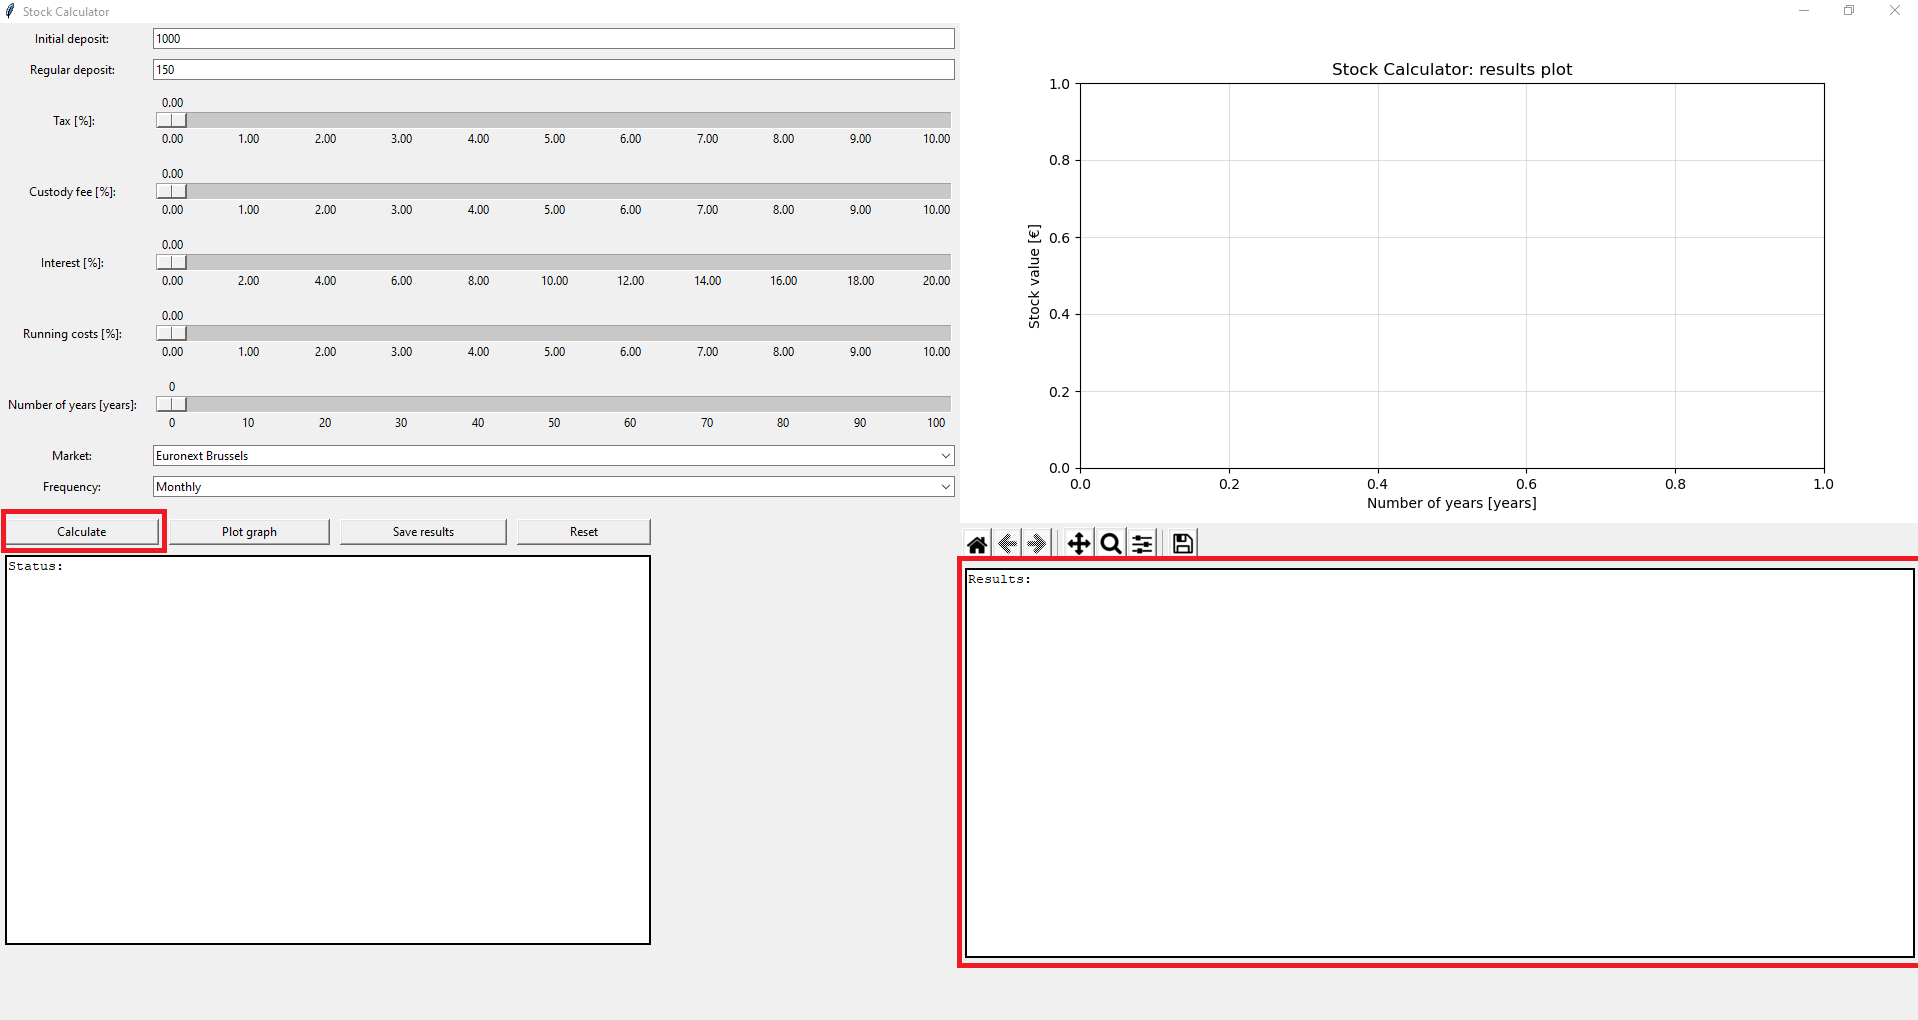 Stock Calculator
Initial deposit: 1000
Regular deposit: 150
0.00
Tax [%]:
0.00 1.00 2.00 3.00 4.00 5.00 6.00 7.00 8.00 9.00 10.00
0.00
Custody fee [%]:
0.00 1.00 2.00 3.00 4.00 5.00 6.00 7.00 8.00 9.00 10.00
0.00
Interest [%]:
0.00 2.00 4.00 6.00 8.00 10.00 12.00 14.00 16.00 18.00 20.00
0.00
Running costs [%]:
0.00 1.00 2.00 3.00 4.00 5.00 6.00 7.00 8.00 9.00 10.00
0
Number of years [years]:
0 10 20 30 40 50 60 70 80 90 100
Market: Euronext Brussels
Frequency: Monthly
Calculate Plot graph Save results Reset
Status:
Stock Calculator: results plot
1.0
0.8
0.6
0.4
0.2
0.0
Stock value [€]
0.0 0.2 0.4 0.6 0.8 1.0
Number of years [years]
Results: